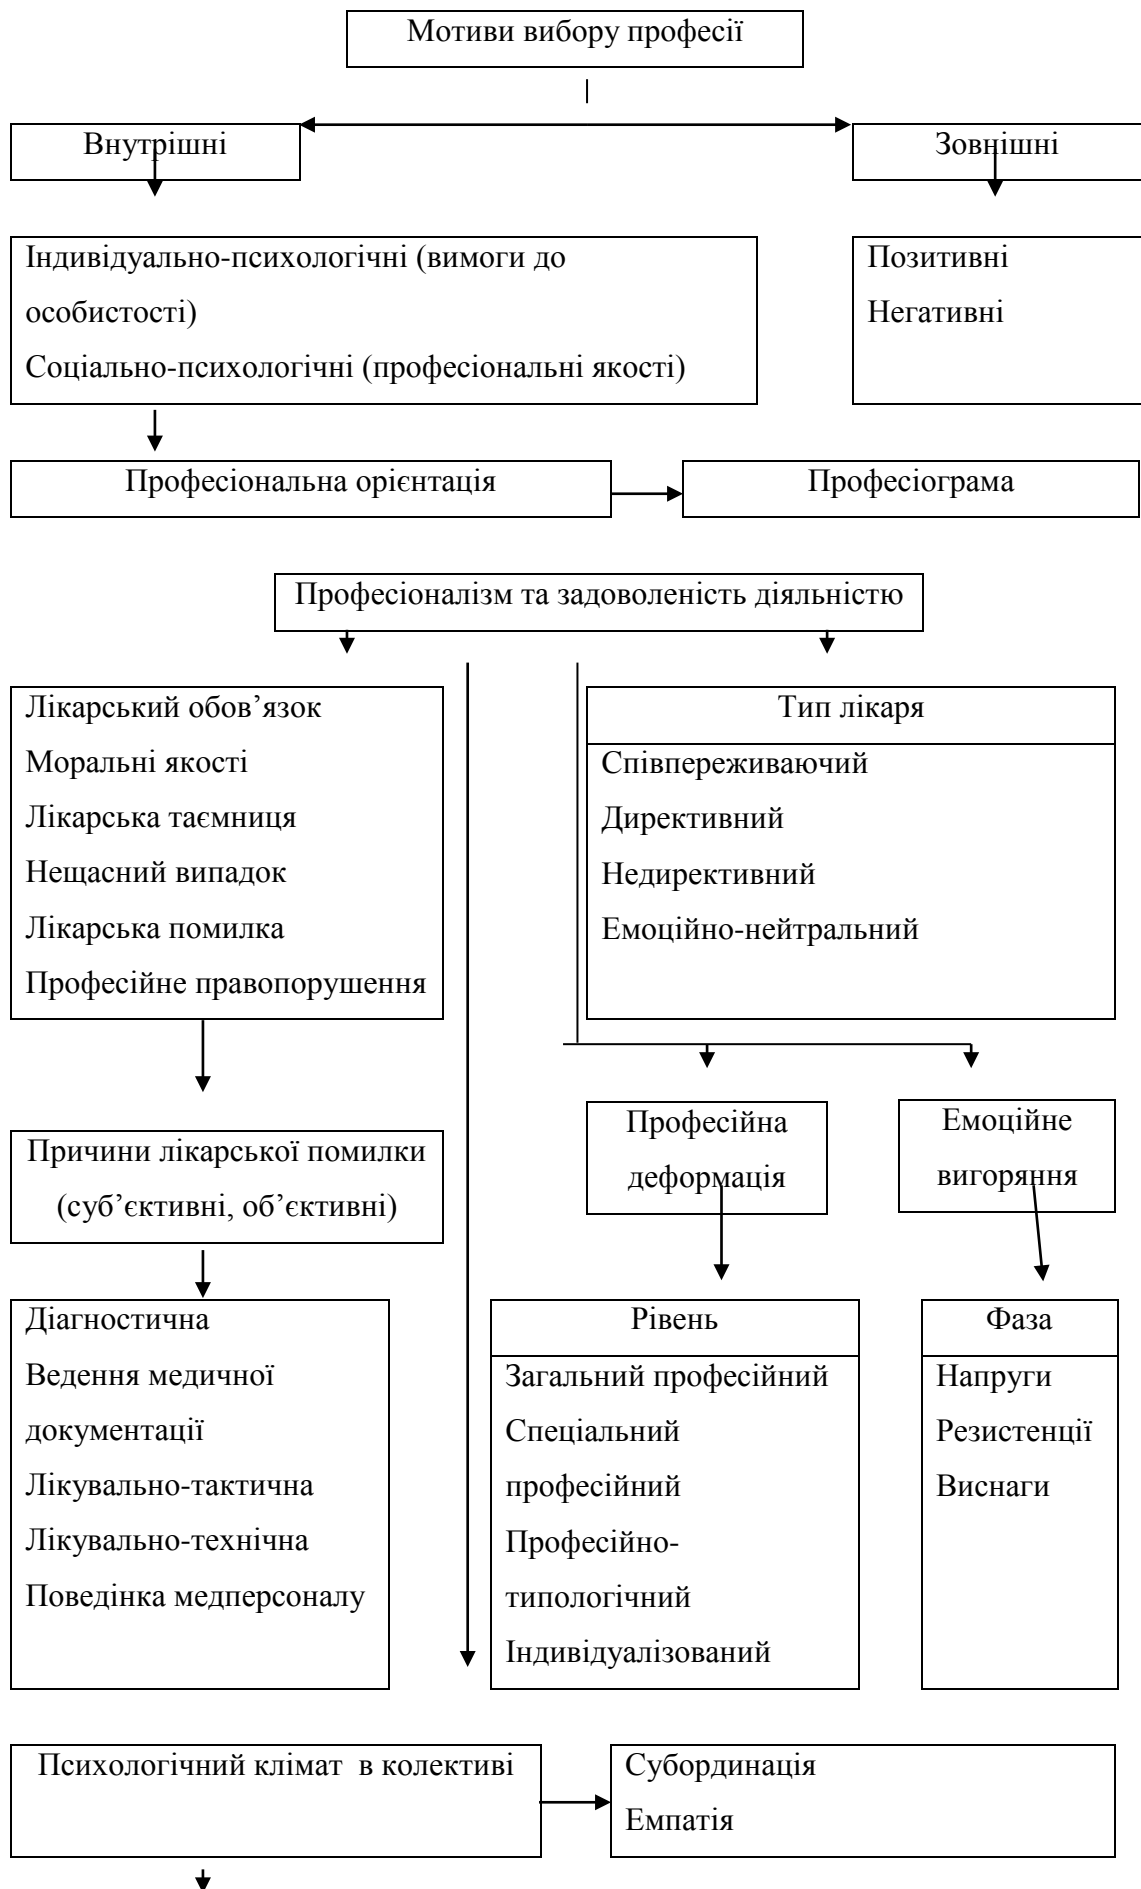 Мотиви вибору професії
Внутрішні
Зовнішні
Індивідуально-психологічні (вимоги до
особистості)
Соціально-психологічні (професіональні якості)
Позитивні
Негативні
Професіональна орієнтація
Професіограма
Професіоналізм та задоволеність діяльністю
Лікарський обов’язок
Моральні якості
Лікарська таємниця
Нещасний випадок
Лікарська помилка
Професійне правопорушення
Тип лікаря
Співпереживаючий
Директивний
Недирективний
Емоційно-нейтральний
Професійна
деформація
Емоційне
вигоряння
Причини лікарської помилки
(суб’єктивні, об’єктивні)
Діагностична
Ведення медичної
документації
Лікувально-тактична
Лікувально-технічна
Поведінка медперсоналу
Рівень
Загальний професійний
Спеціальний
професійний
Професійно-
типологічний
Індивідуалізований
Фаза
Напруги
Резистенції
Виснаги
Психологічний клімат  в колективі
Субординація
Емпатія